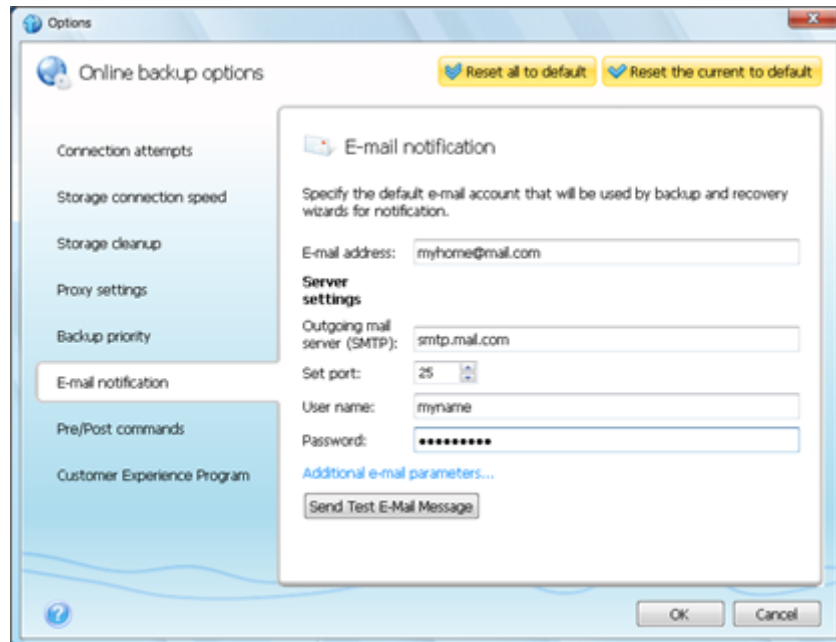 Options
Online backup options
Reset all to default
Reset the current to default
Connection attempts
Storage connection speed
Storage cleanup
Proxy settings
Backup priority
E-mail notification
Pre/Post commands
Customer Experience Program
E-mail notification
Specify the default e-mail account that will be used by backup and recovery
wizards for notification.
E-mail address: myhome@mail.com
Server
settings
Outgoing mail
server (SMTP): smtp.mail.com
Set port: 25
User name: myname
Password: •••••••••
Additional e-mail parameters...
Send Test E-Mail Message
OK
Cancel